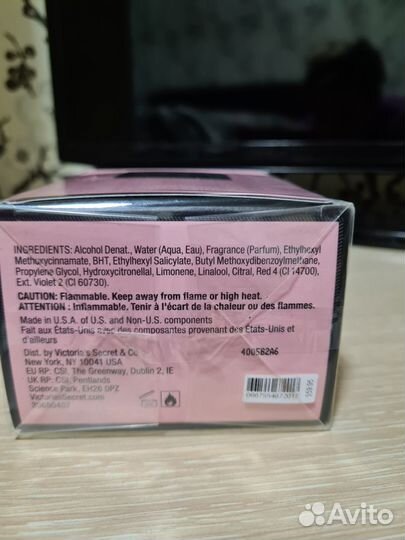 INGREDIENTS: Alcohol Denat., Water (Aqua, Eau), Fragrance (Parfum), Ethylhexyl
Methoxycinnamate, BHT, Ethylhexyl Salicylate, Butyl Methoxydibenzoylmethane,
Propylene Glycol, Hydroxycitronellal, Limonene, Linalool, Citral, Red 4 (CI 14700),
Ext. Violet 2 (CI 60730).
CAUTION: Flammable. Keep away from flame or high heat.
ATTENTION : Inflammable. Tenir à l'écart de la chaleur ou des flammes.
Made in U.S.A. of U.S. and Non-U.S. components
Fait aux États-Unis avec des composantes provenant des États-Unis et
d'ailleurs
Dist. by Victoria's Secret & Co
New York, NY 10041 USA
EU RP: CSI, The Greenway, Dublin 2, IE
UK RP: CSI, Pentlands
Science Park, EH26 0PZ
VictoriasSecret.com
4005B2A6
$59.95
Avito